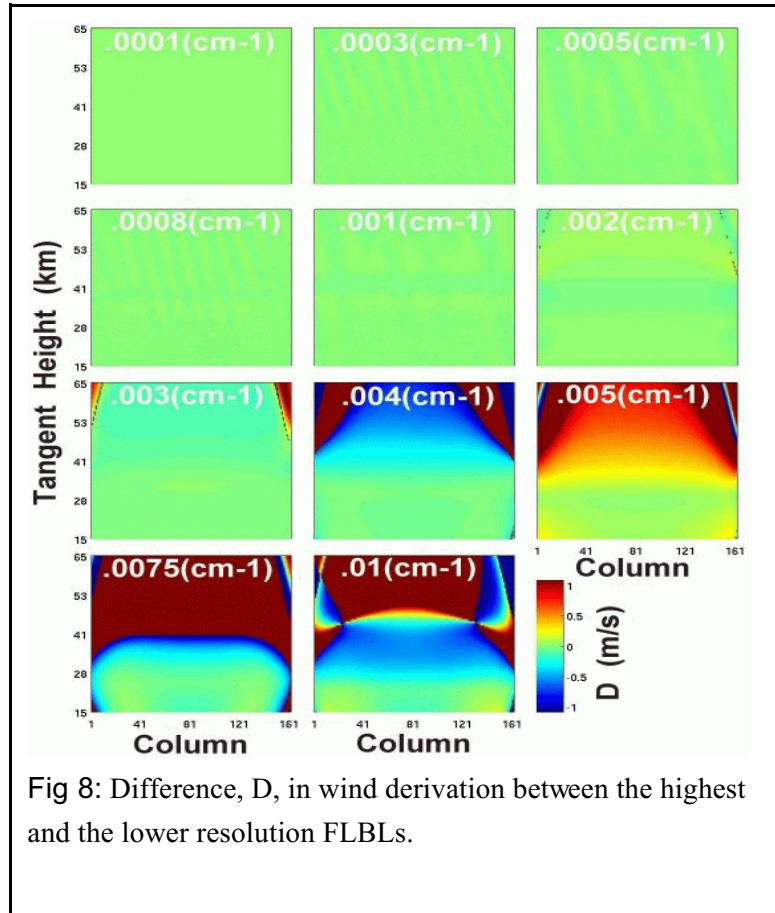 65 .0001(cm-1) .0003(cm-1) .0005(cm-1)
53
41
28
15
65 .0008(cm-1) .001(cm-1) .002(cm-1)
53
41
28
15
Tangent Height (km)
65 .003(cm-1) .004(cm-1) .005(cm-1)
53
41
28
15
1 41 81 121 161
Column
65 .0075(cm-1) .01(cm-1)
53
41
28
15
1 41 81 121 161 1 41 81 121 161
Column Column
1
0.5
0
-0.5
-1
D (m/s)
Fig 8: Difference, D, in wind derivation between the highest
and the lower resolution FLBLs.